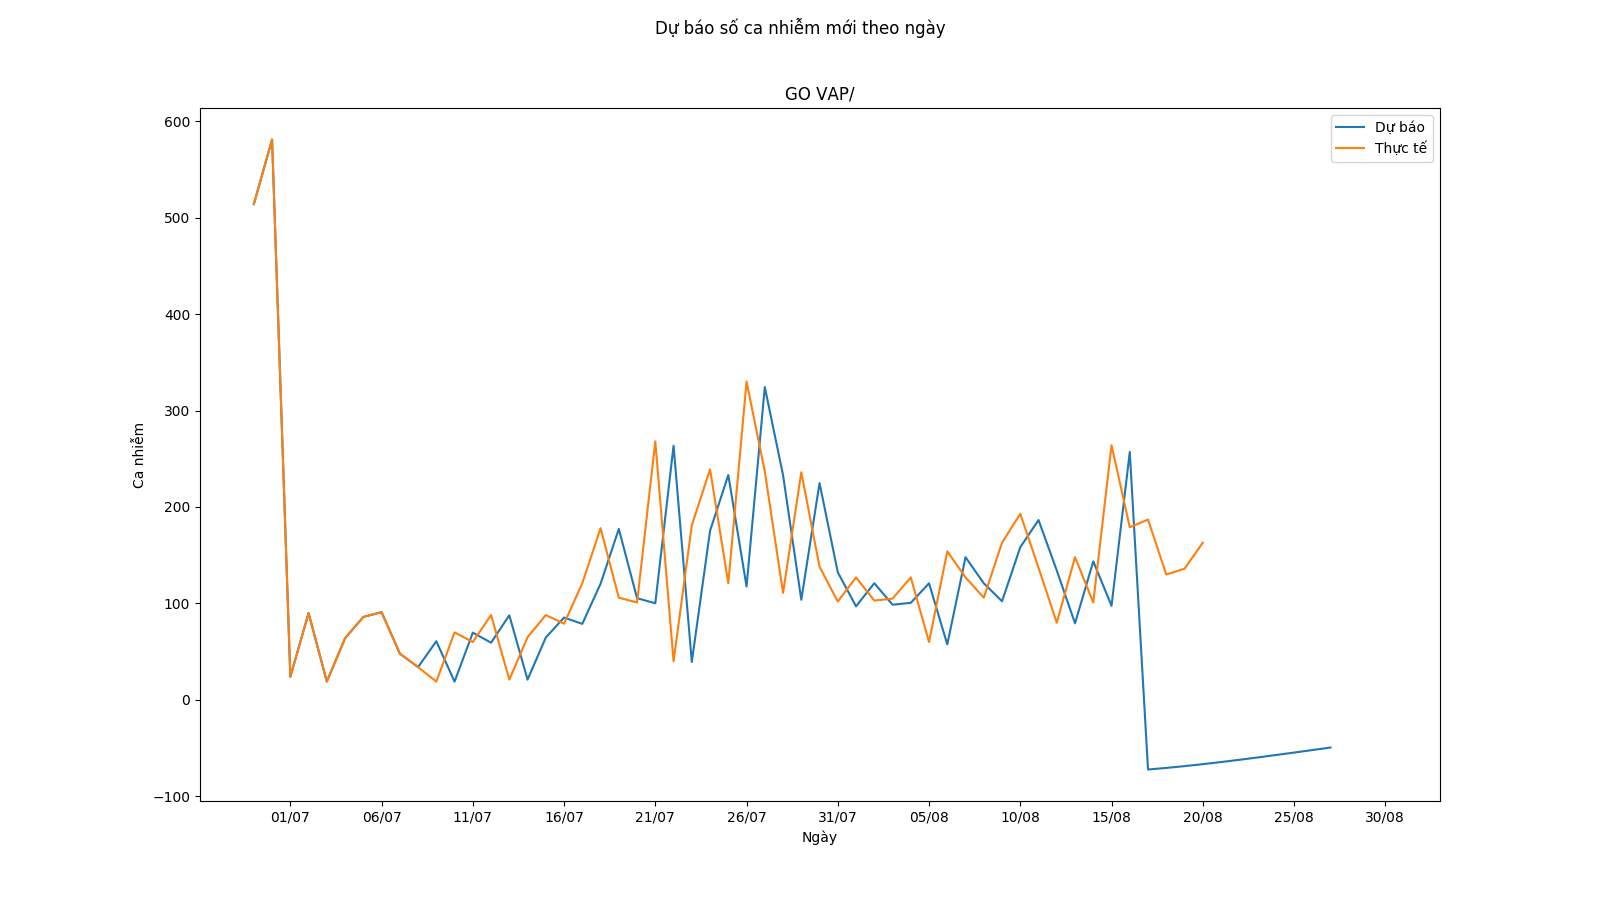 Dự báo số ca nhiễm mới theo ngày
GO VAP/
Dự báo
Thực tế
600
500
400
300
200
100
0
−100
Ca nhiễm
01/07 06/07 11/07 16/07 21/07 26/07 31/07 05/08 10/08 15/08 20/08 25/08 30/08
Ngày